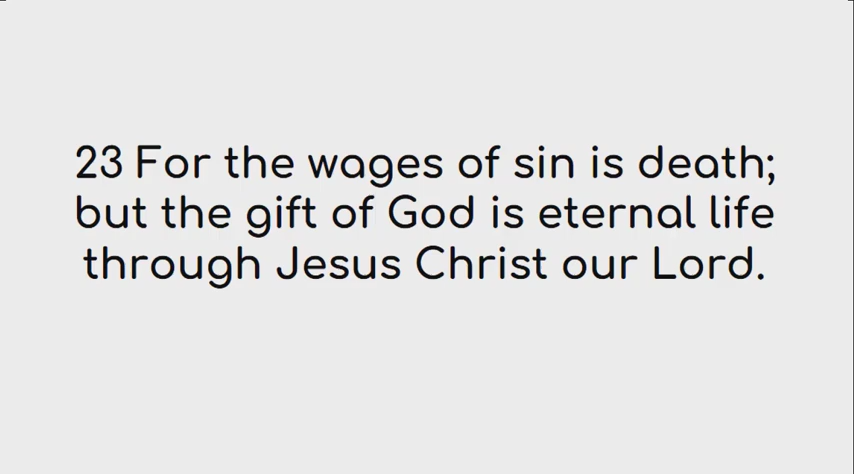 23 For the wages of sin is death;
but the gift of God is eternal life
through Jesus Christ our Lord.